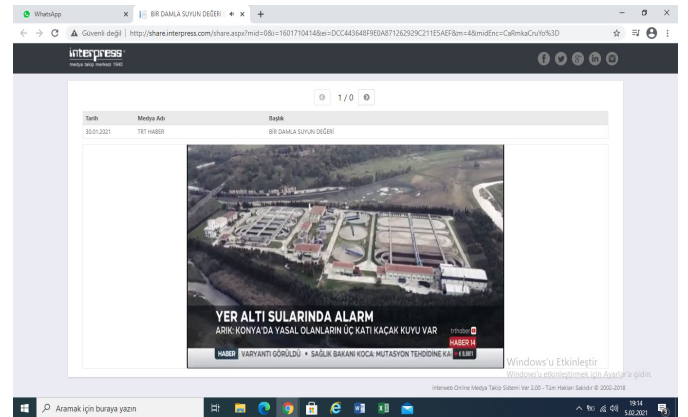 WhatsApp
BİR DAMLA SUYUN DEĞERİ
Güvenli değil | http://share.interpress.com/share.aspx?mid=0&i=1601710414&ei=DCC443648F9E0A871262929C211E5AEF&m=4&midEnc=CaRmkaCruYo%3D
interpress
medya takip merkezi 1940
1 / 0
Tarih Medya Adı Başlık
30.01.2021 TRT HABER BİR DAMLA SUYUN DEĞERİ
YER ALTI SULARINDA ALARM
ARIK: KONYA'DA YASAL OLANLARIN ÜÇ KATI KAÇAK KUYU VAR
trthaber
HABER 14
HABER VARYANTI GÖRÜLDÜ • SAĞLIK BAKANI KOCA: MUTASYON TEHDİDİNE KA
Windows'u Etkinleştir
Windows'u etkinleştirmek için Ayarlar'a gidin.
interweb Online Medya Takip Sistemi Ver 2.00 - Tüm Hakları Saklıdır © 2002-2018
Aramak için buraya yazın
19:14
5.02.2021